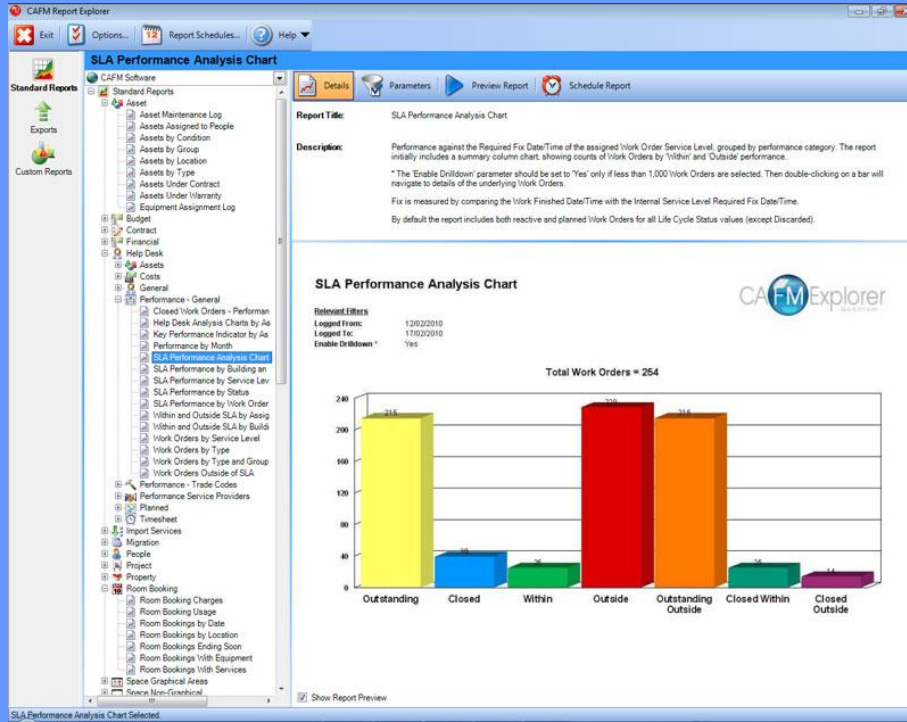 CAFM Report Explorer
Exit
Options...
12
Report Schedules...
Help
SLA Performance Analysis Chart
Standard Reports
Exports
Custom Reports
CAFM Software
Standard Reports
Asset
Asset Maintenance Log
Assets Assigned to People
Assets by Condition
Assets by Group
Assets by Location
Assets by Type
Assets Under Contract
Assets Under Warranty
Equipment Assignment Log
Budget
Contract
Financial
Help Desk
Assets
Costs
General
Performance - General
Closed Work Orders - Performan
Help Desk Analysis Charts by As
Key Performance Indicator by As
Performance by Month
SLA Performance Analysis Chart
SLA Performance by Building an
SLA Performance by Service Lev
SLA Performance by Status
SLA Performance by Work Order
Within and Outside SLA by Assig
Within and Outside SLA by Buildi
Work Orders by Service Level
Work Orders by Type
Work Orders by Type and Group
Work Orders Outside of SLA
Performance - Trade Codes
Performance Service Providers
Planned
Timesheet
Import Services
Migration
People
Project
Property
Room Booking
Room Booking Charges
Room Booking Usage
Room Bookings by Date
Room Bookings by Location
Room Bookings Ending Soon
Room Bookings With Equipment
Room Bookings With Services
Space Graphical Areas
Space Non-Graphical
Details
Parameters
Preview Report
Schedule Report
Report Title: SLA Performance Analysis Chart
Description: Performance against the Required Fix Date/Time of the assigned Work Order Service Level, grouped by performance category. The report
initially includes a summary column chart, showing counts of Work Orders by 'Within' and 'Outside' performance.
* The 'Enable Drilldown' parameter should be set to 'Yes' only if less than 1,000 Work Orders are selected. Then double-clicking on a bar will
navigate to details of the underlying Work Orders.
Fix is measured by comparing the Work Finished Date/Time with the Internal Service Level Required Fix Date/Time.
By default the report includes both reactive and planned Work Orders for all Life Cycle Status values (except Discarded).
SLA Performance Analysis Chart
CAFM Explorer
QUANTUM
Relevant Filters
Logged From: 12/02/2010
Logged To: 17/02/2010
Enable Drilldown * Yes
Total Work Orders = 254
240
200
160
120
80
40
0
215
215
14
Outstanding
Closed
Within
Outside
Outstanding
Outside
Closed Within
Closed
Outside
Show Report Preview
SLA Performance Analysis Chart Selected